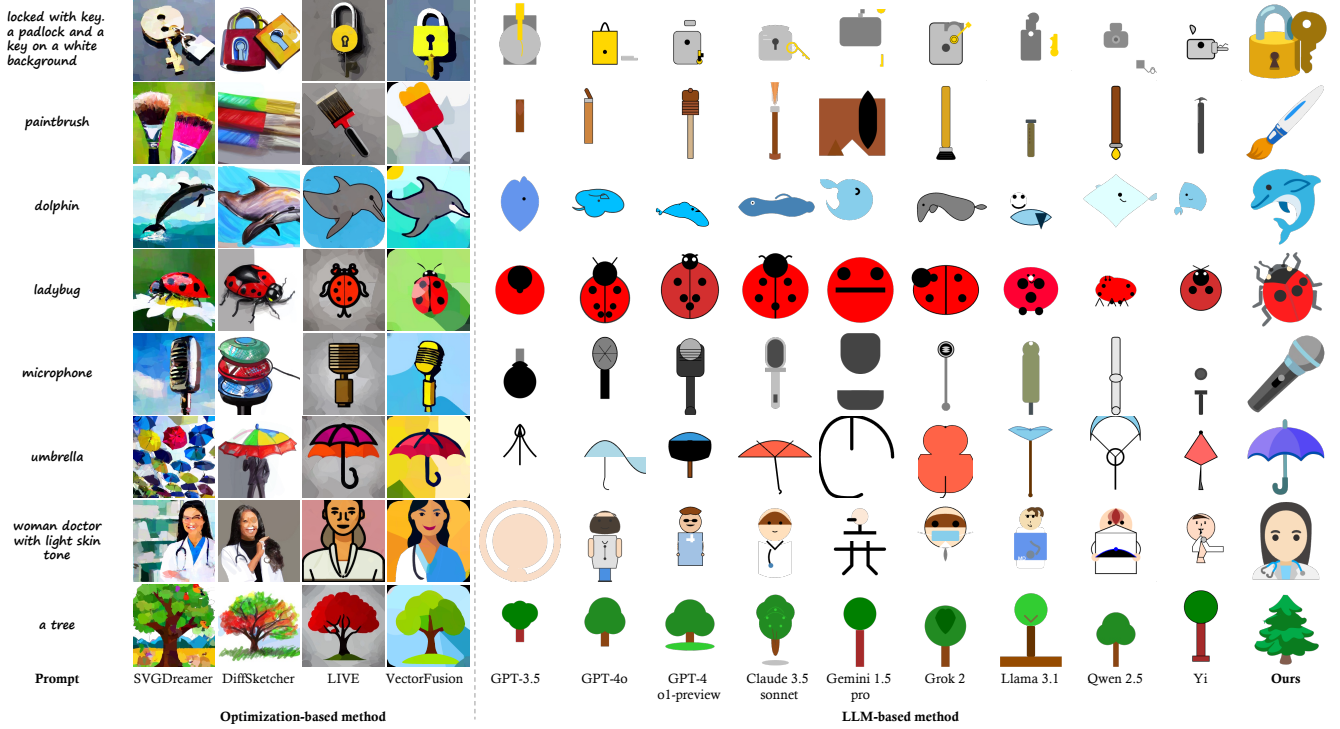 locked with key.
a padlock and a
key on a white
background
paintbrush
dolphin
ladybug
microphone
umbrella
woman doctor
with light skin
tone
a tree
Prompt
SVGDreamer
DiffSketcher
LIVE
VectorFusion
GPT-3.5
GPT-4o
GPT-4
o1-preview
Claude 3.5
sonnet
Gemini 1.5
pro
Grok 2
Llama 3.1
Qwen 2.5
Yi
Ours
Optimization-based method
LLM-based method